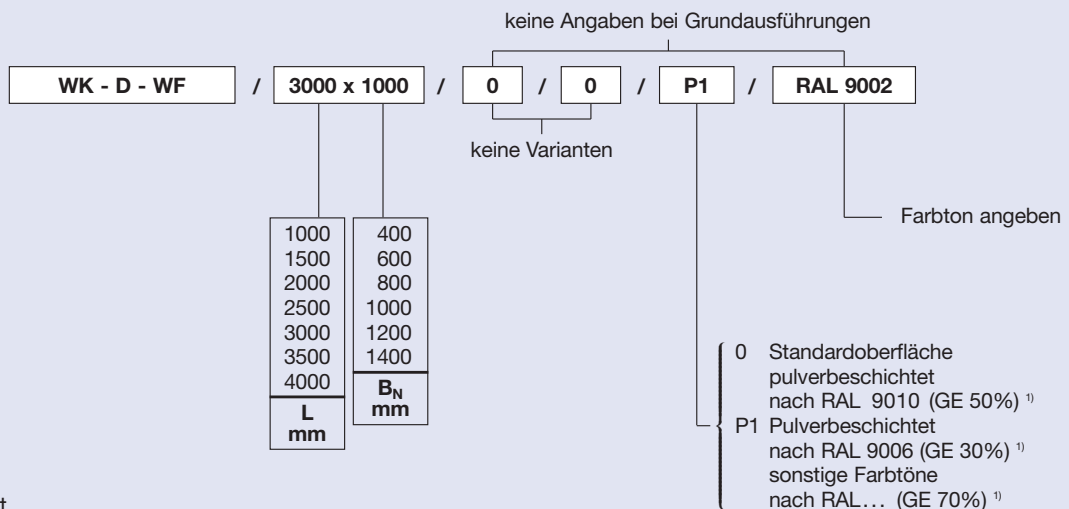 keine Angaben bei Grundausführungen
WK - D - WF / 3000 x 1000 / 0 / 0 / P1 / RAL 9002
keine Varianten
Farbton angeben
1000
1500
2000
2500
3000
3500
4000
L
mm
400
600
800
1000
1200
1400
BN
mm
0 Standardoberfläche
pulverbeschichtet
nach RAL 9010 (GE 50%) 1)
P1 Pulverbeschichtet
nach RAL 9006 (GE 30%) 1)
sonstige Farbtöne
nach RAL... (GE 70%) 1)